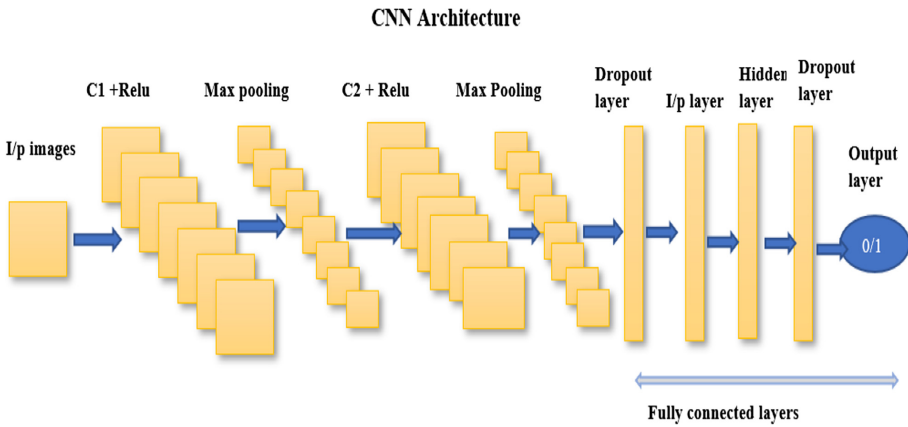 CNN Architecture
I/p images
C1 +Relu
Max pooling
C2 + Relu
Max Pooling
Dropout
layer
I/p layer
Hidden
layer
Dropout
layer
Output
layer
0/1
Fully connected layers